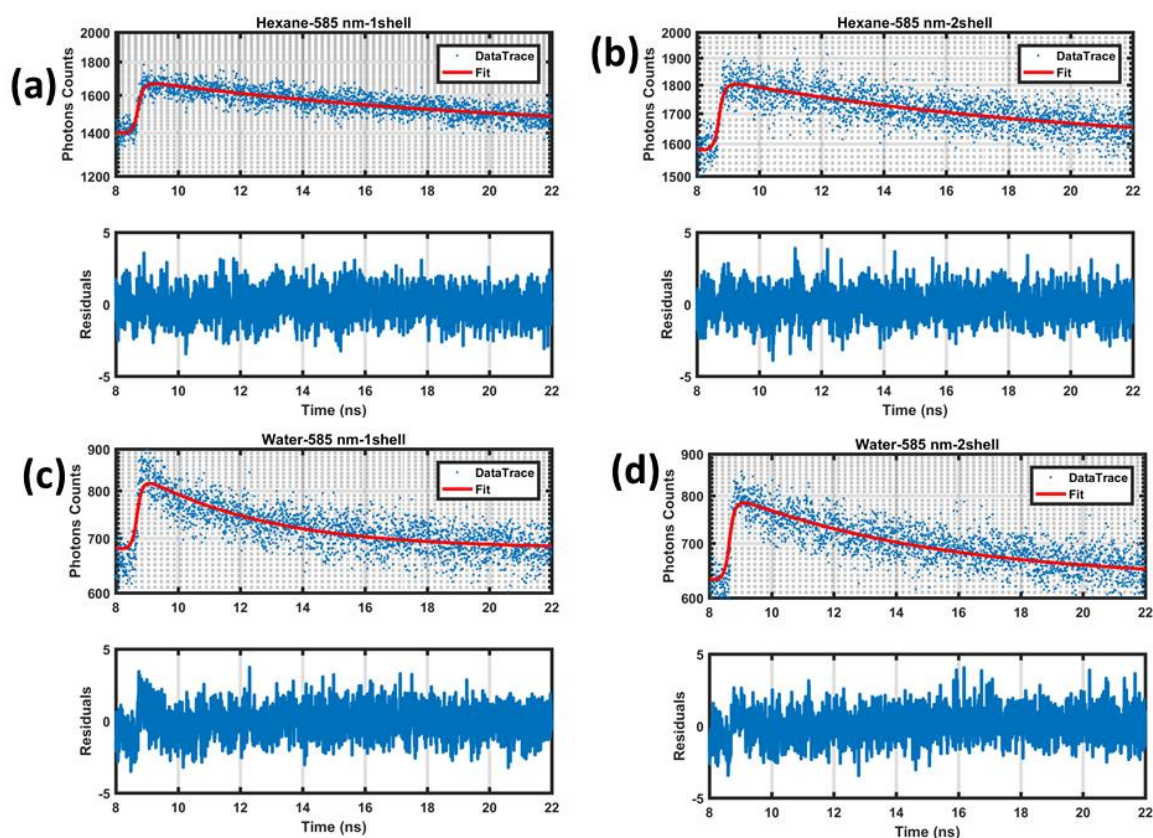 (a)
Hexane-585 nm-1shell
Photons Counts
2000
1800
1600
1400
1200
DataTrace
Fit
8 10 12 14 16 18 20 22
Residuals
5
0
-5
8 10 12 14 16 18 20 22
Time (ns)
(b)
Hexane-585 nm-2shell
Photons Counts
2000
1900
1800
1700
1600
1500
DataTrace
Fit
8 10 12 14 16 18 20 22
Residuals
5
0
-5
8 10 12 14 16 18 20 22
Time (ns)
(c)
Water-585 nm-1shell
Photons Counts
900
800
700
600
DataTrace
Fit
8 10 12 14 16 18 20 22
Residuals
5
0
-5
8 10 12 14 16 18 20 22
Time (ns)
(d)
Water-585 nm-2shell
Photons Counts
900
800
700
600
DataTrace
Fit
8 10 12 14 16 18 20 22
Residuals
5
0
-5
8 10 12 14 16 18 20 22
Time (ns)